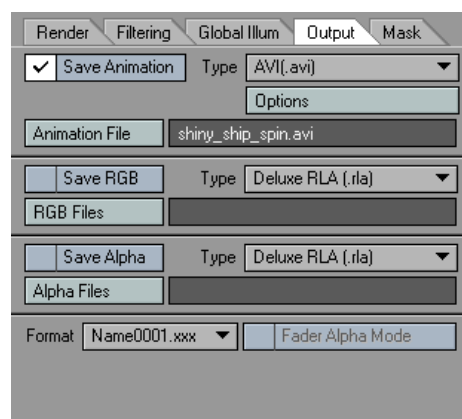 Render Filtering Global Illum Output Mask
Save Animation Type AVI(.avi)
Options
Animation File shiny_ship_spin.avi
Save RGB Type Deluxe RLA (.rla)
RGB Files
Save Alpha Type Deluxe RLA (.rla)
Alpha Files
Format Name0001.xxx Fader Alpha Mode